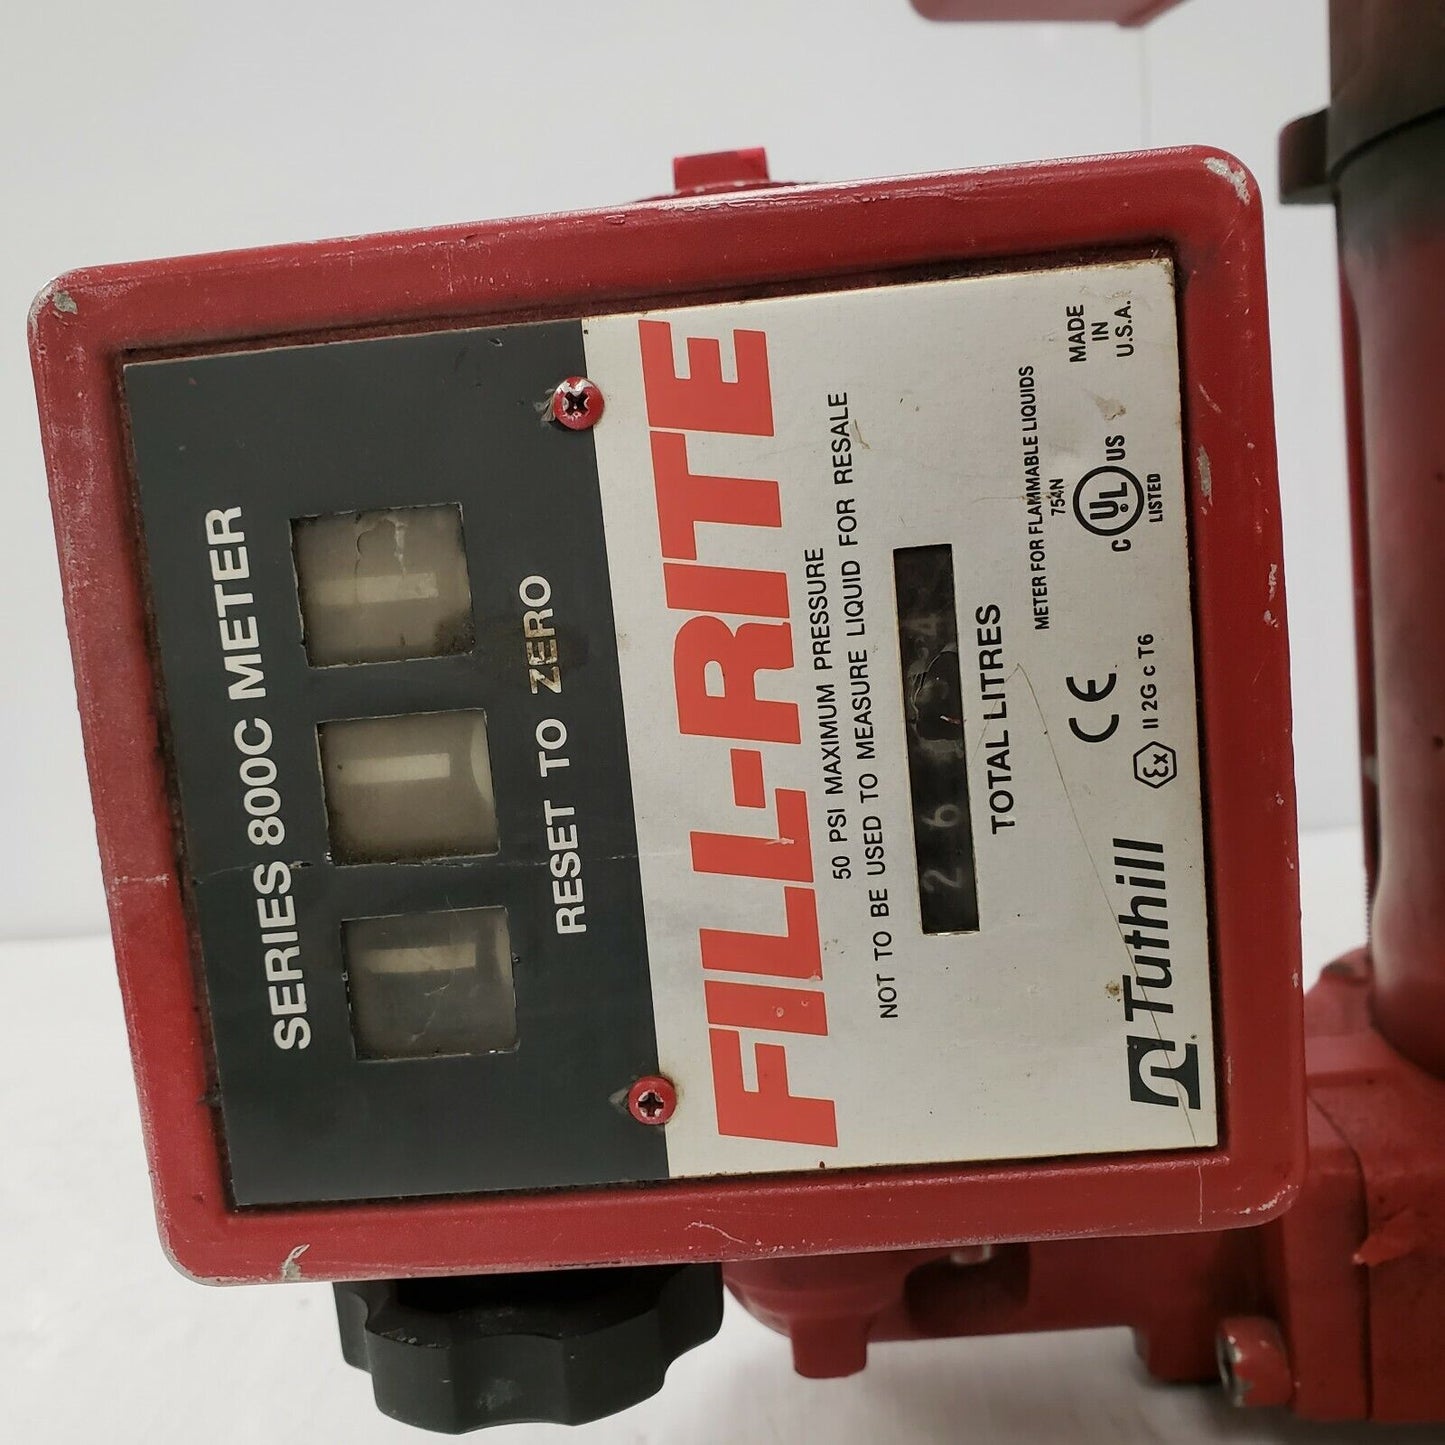 SERIES 800C METER
RESET TO ZERO
FILL-RITE
50 PSI MAXIMUM PRESSURE
NOT TO BE USED TO MEASURE LIQUID FOR RESALE
TOTAL LITRES
METER FOR FLAMMABLE LIQUIDS
754N
C UL US
LISTED
MADE
IN
U.S.A.
CE
Ex II 2G c T6
Tuthill